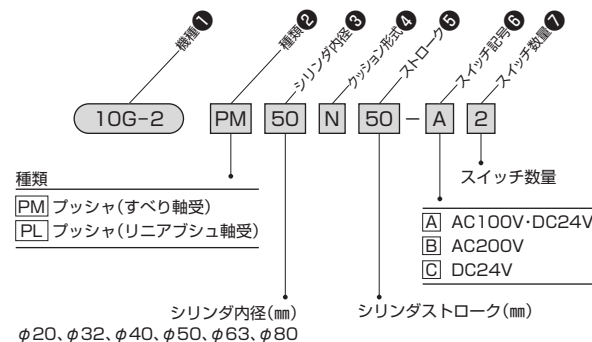 機種❶
種類❷
シリンダ内径❸
クッション形式❹
ストローク❺
スイッチ記号❻
スイッチ数量❼
10G-2 PM 50 N 50 - A 2
種類
PM プッシャ(すべり軸受)
PL プッシャ(リニアブシュ軸受)
スイッチ数量
A AC100V・DC24V
B AC200V
C DC24V
シリンダ内径(㎜)
φ20、φ32、φ40、φ50、φ63、φ80
シリンダストローク(㎜)